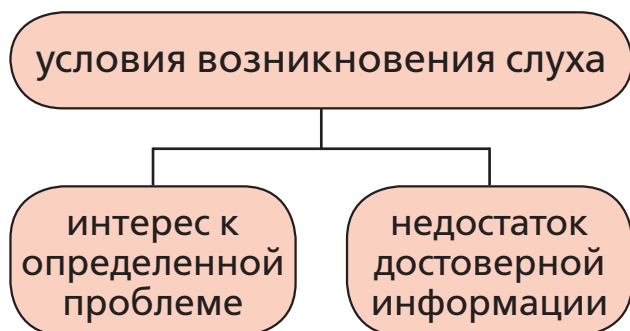 условия возникновения слуха
интерес к
определенной
проблеме
недостаток
достоверной
информации